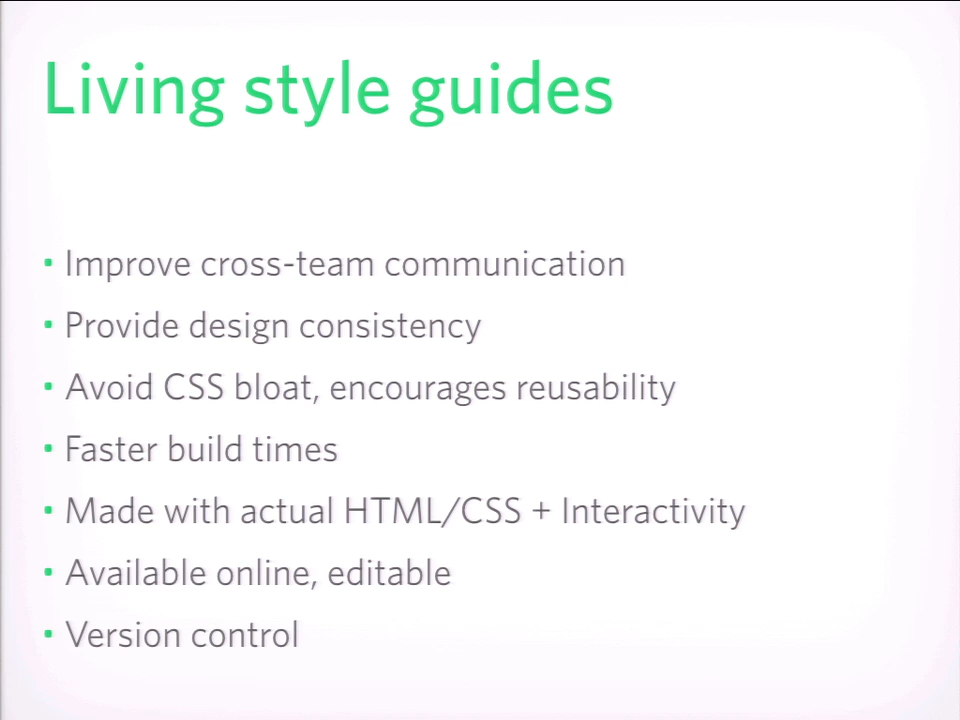 Living style guides
• Improve cross-team communication
• Provide design consistency
• Avoid CSS bloat, encourages reusability
• Faster build times
• Made with actual HTML/CSS + Interactivity
• Available online, editable
• Version control